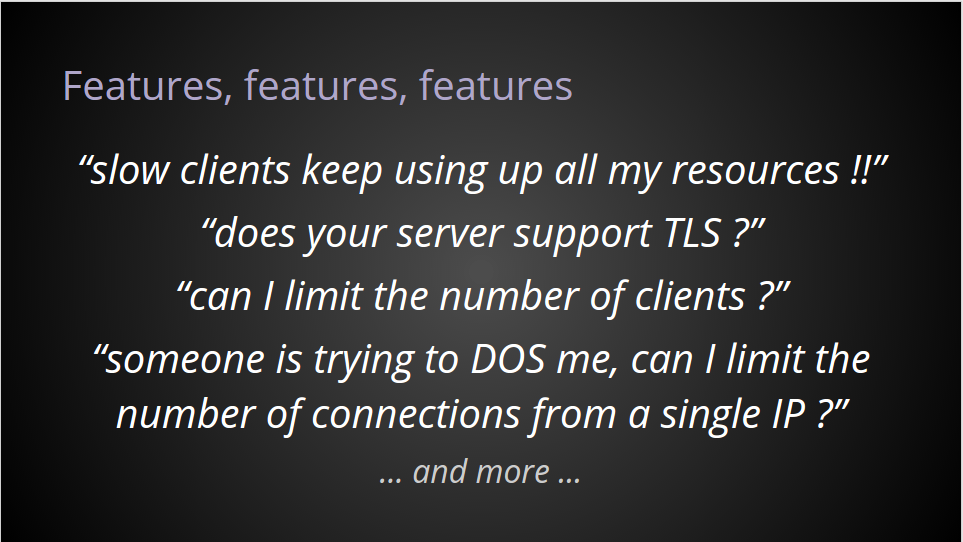 Features, features, features
“slow clients keep using up all my resources !!”
“does your server support TLS ?”
“can I limit the number of clients ?”
“someone is trying to DOS me, can I limit the
number of connections from a single IP ?”
... and more ...